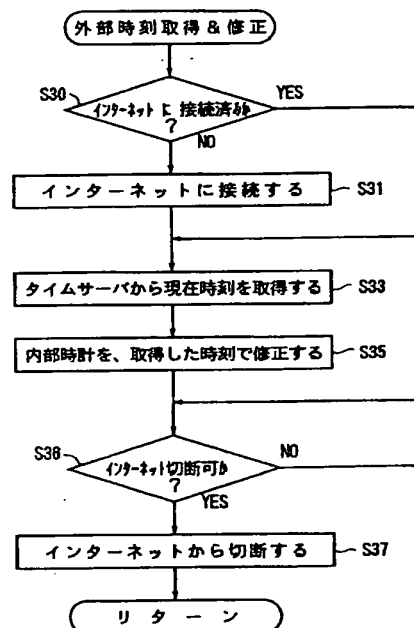 外部時刻取得&修正
S30
インターネットに接続済か
?
YES
NO
インターネットに接続する
S31
タイムサーバから現在時刻を取得する
S33
内部時計を、取得した時刻で修正する
S35
S36
インターネット切断可か
?
NO
YES
インターネットから切断する
S37
リターン